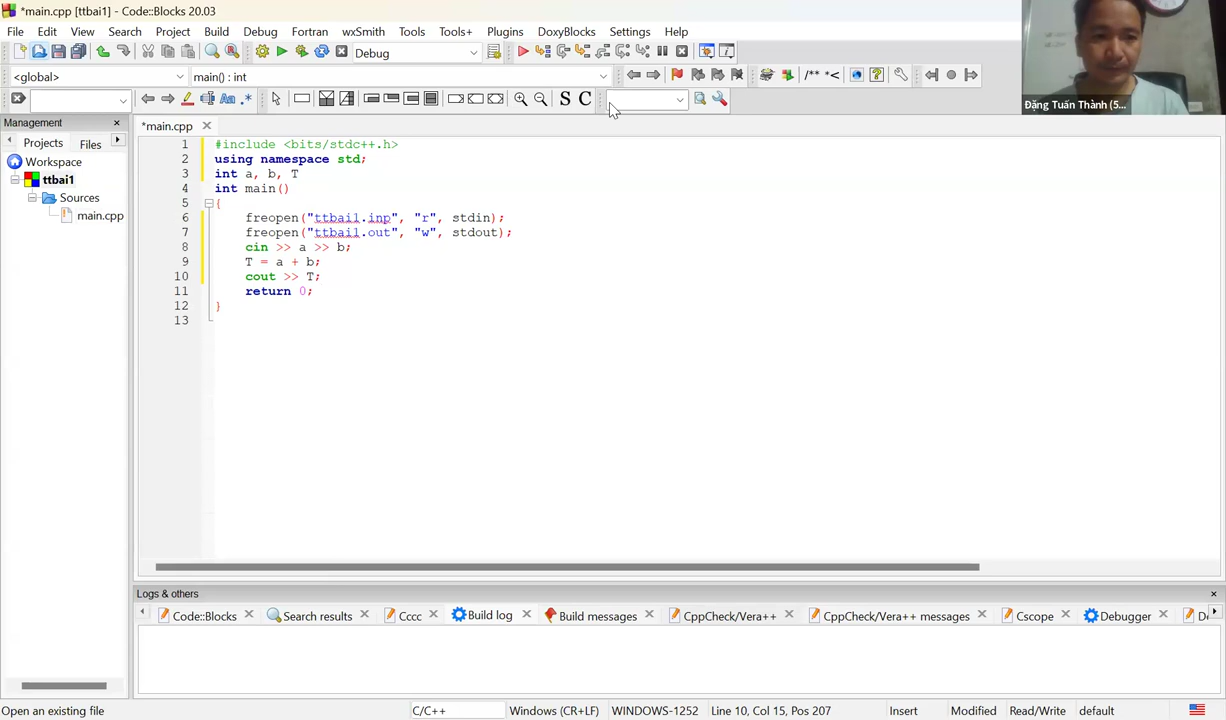 *main.cpp [ttbai1] - Code::Blocks 20.03
File Edit View Search Project Build Debug Fortran wxSmith Tools Tools+ Plugins DoxyBlocks Settings Help
Debug
<global> main() : int
/** *<
Aa .*
S C
Đặng Tuấn Thành (5...
Management
Projects Files
Workspace
ttbai1
Sources
main.cpp
*main.cpp
1 #include <bits/stdc++.h>
2 using namespace std;
3 int a, b, T
4 int main()
5 {
6 freopen("ttbai1.inp", "r", stdin);
7 freopen("ttbai1.out", "w", stdout);
8 cin >> a >> b;
9 T = a + b;
10 cout >> T;
11 return 0;
12 }
13
Logs & others
Code::Blocks Search results Cccc Build log Build messages CppCheck/Vera++ CppCheck/Vera++ messages Cscope Debugger
Open an existing file C/C++ Windows (CR+LF) WINDOWS-1252 Line 10, Col 15, Pos 207 Insert Modified Read/Write default